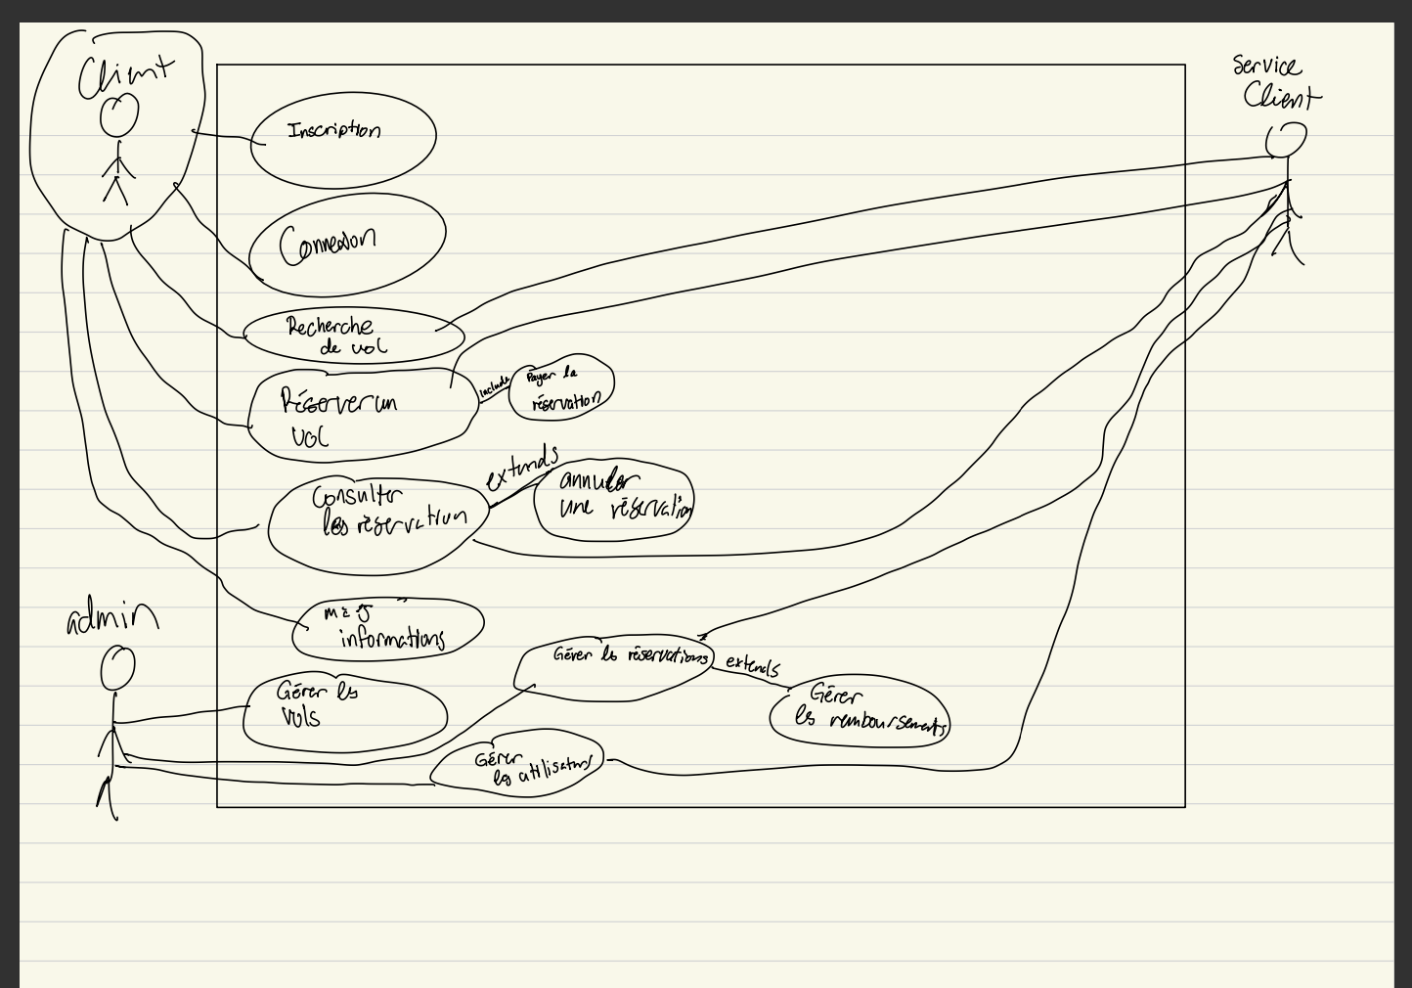 Client
Service
Client
Inscription
Connexion
Recherche
de vol
Réserver un
vol
include
Payer la
réservation
Consulter
les réservation
extends
annuler
une réservation
admin
màj
informations
Gérer les réservations
extends
Gérer
les remboursements
Gérer les
vols
Gérer
les utilisateurs